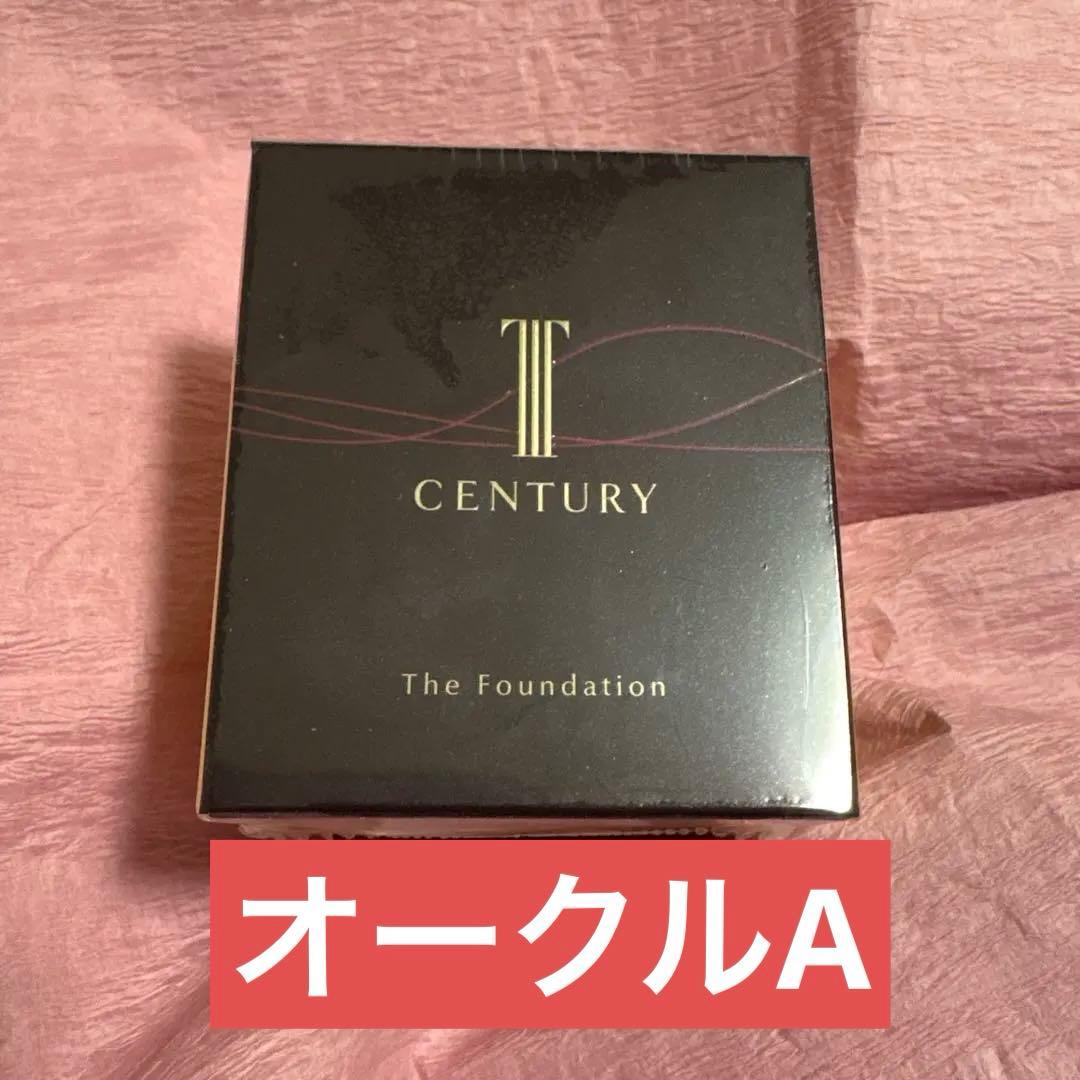 T
CENTURY
The Foundation
オークルA